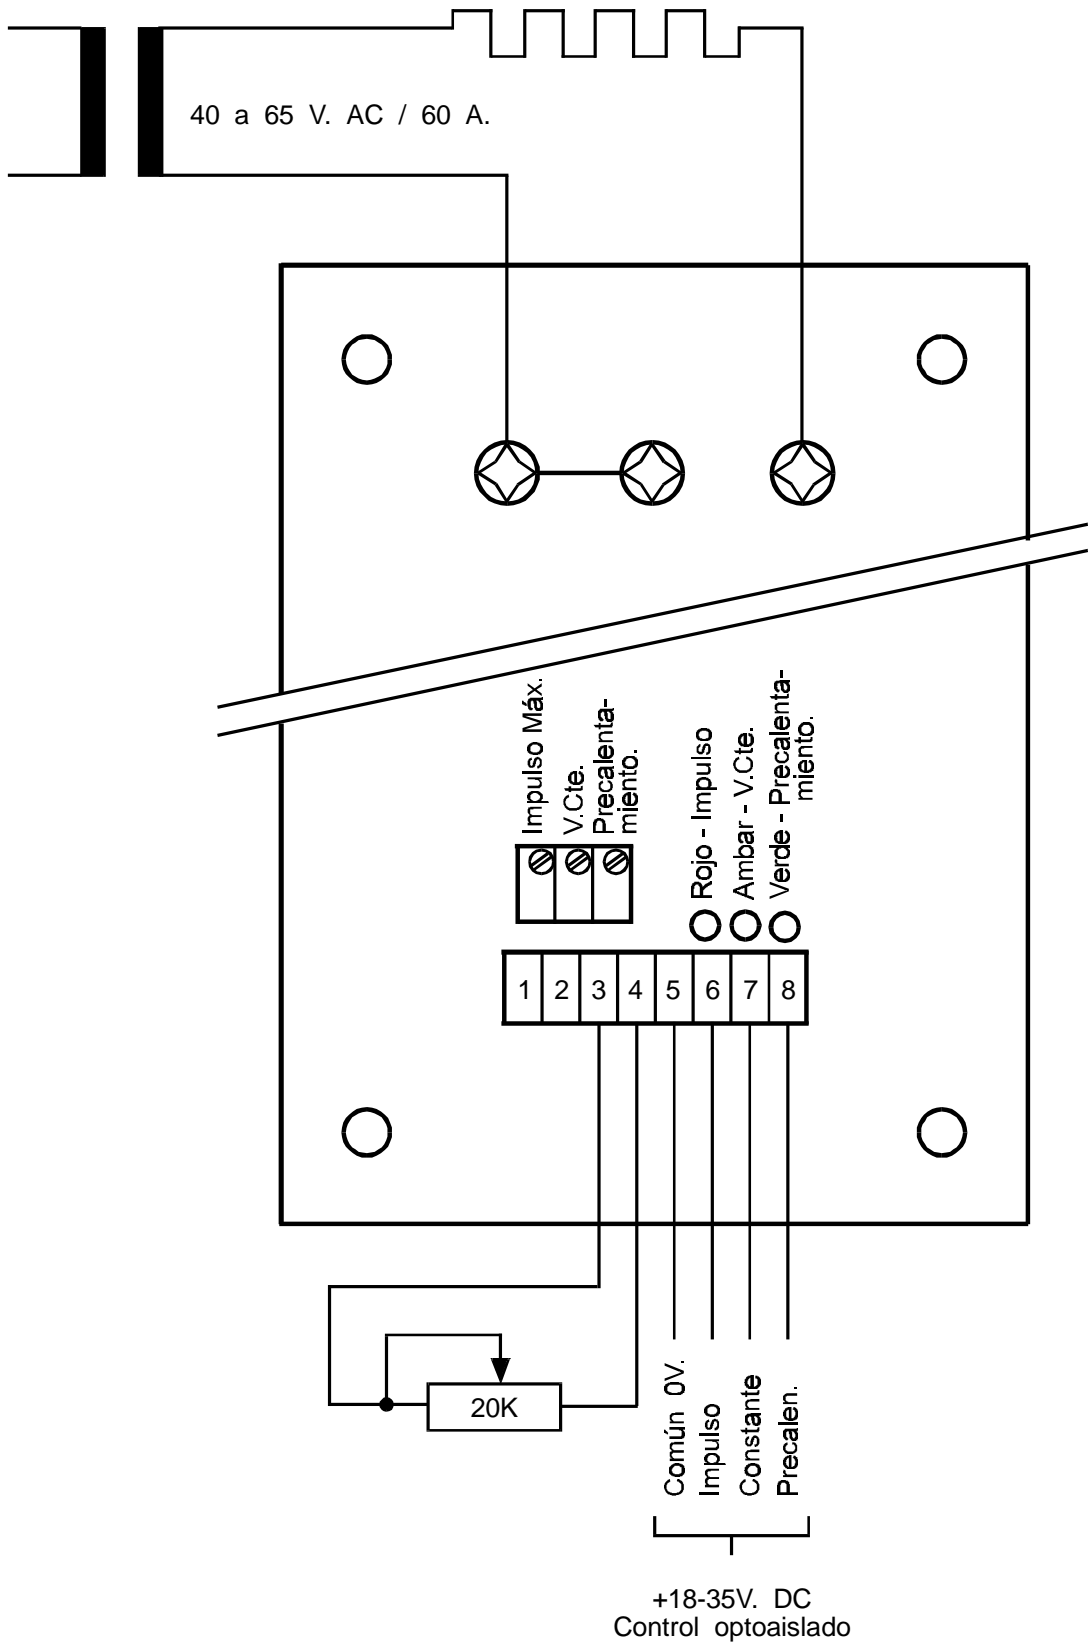 40 a 65 V. AC / 60 A.
Impulso Máx.
V.Cte.
Precalenta-
miento.
Rojo - Impulso
Ambar - V.Cte.
Verde - Precalenta-
miento.
1 2 3 4 5 6 7 8
20K
Común 0V.
Impulso
Constante
Precalen.
+18-35V. DC
Control optoaislado